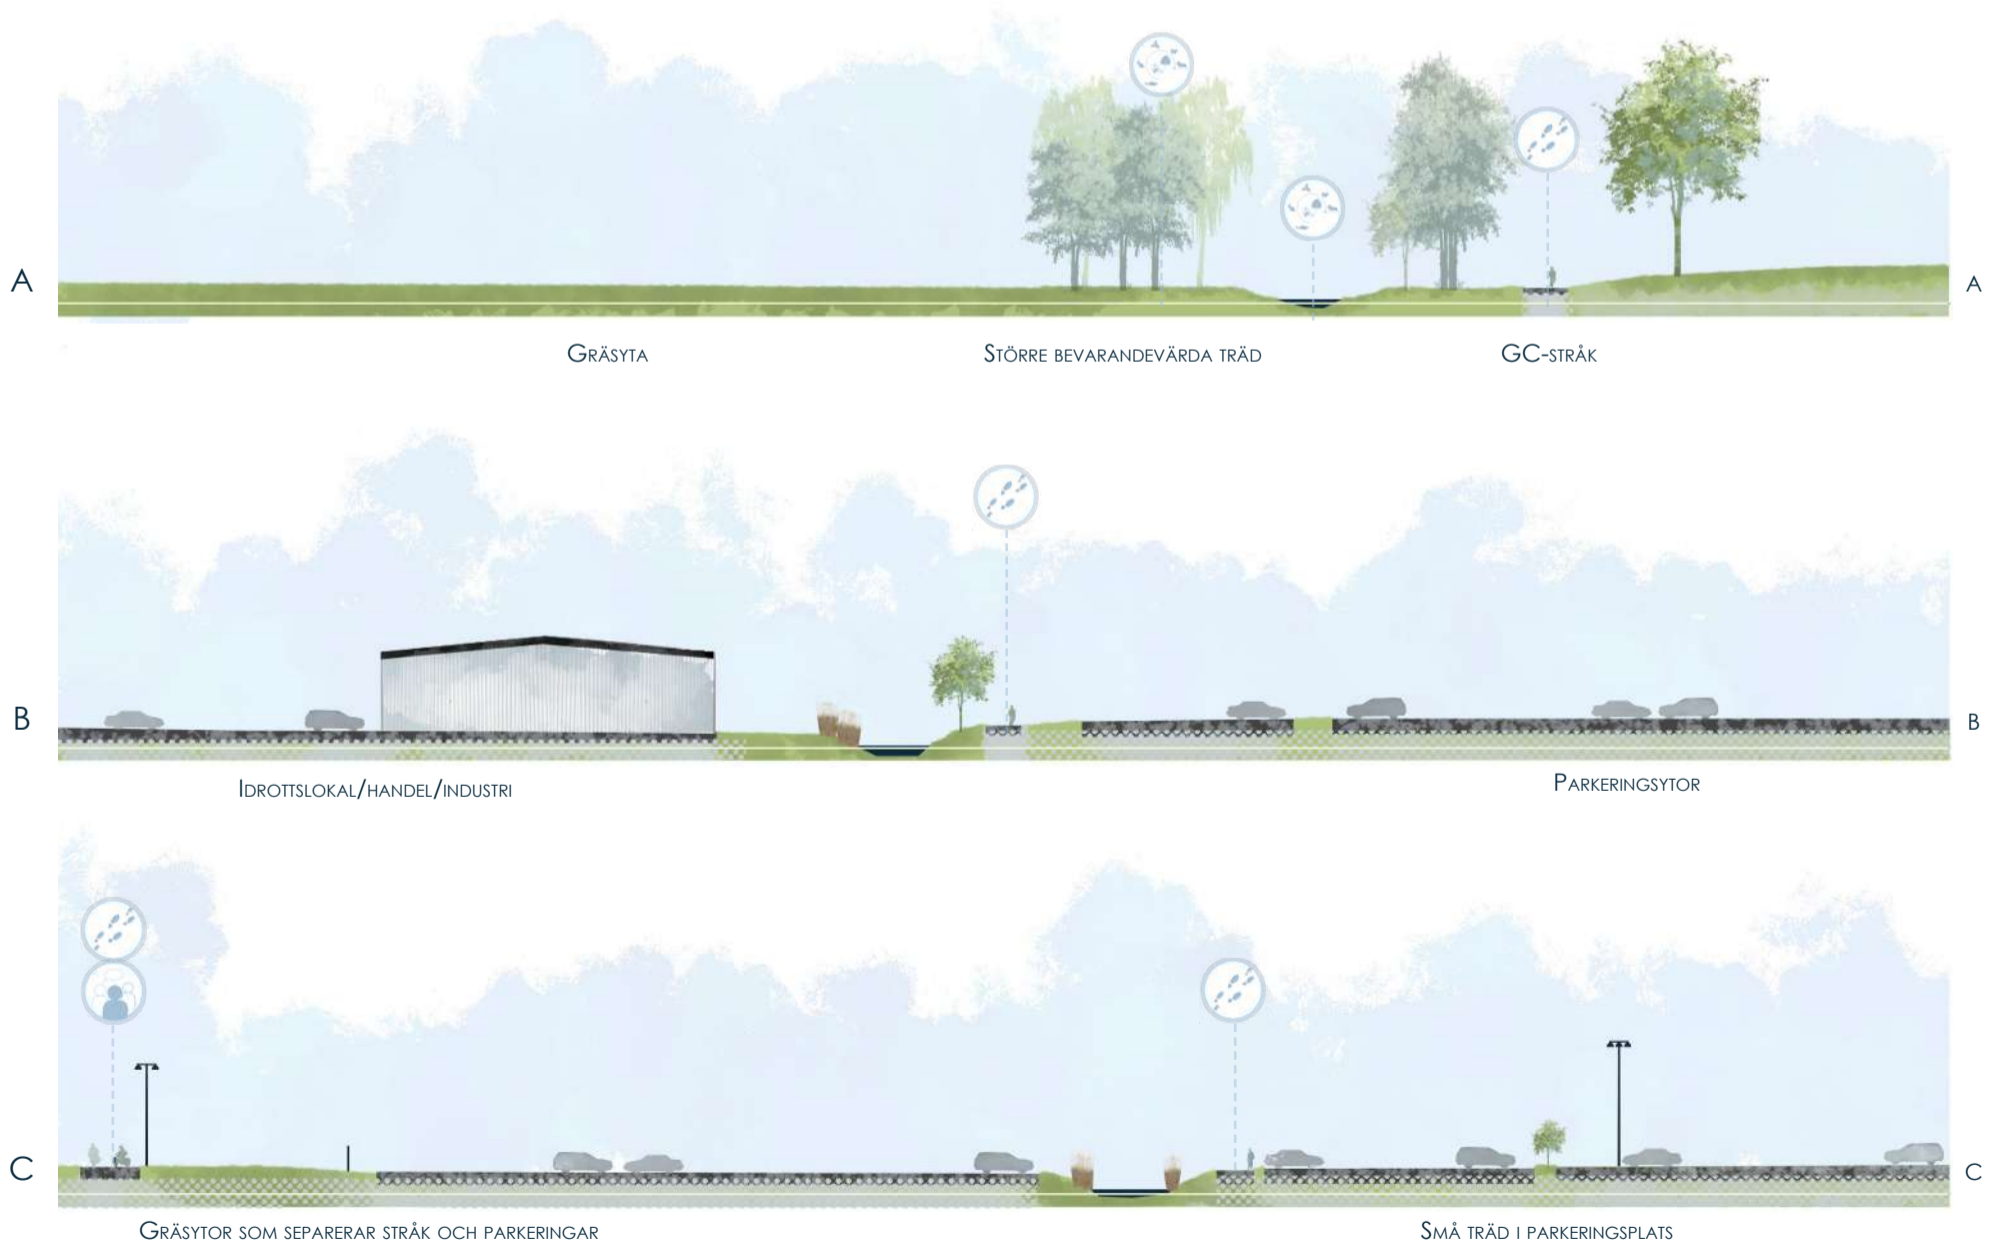 A
A
Gräsyta
Större bevarandevärda träd
GC-stråk
B
B
Idrottslokal/handel/industri
Parkeringsytor
C
C
Gräsytor som separerar stråk och parkeringar
Små träd i parkeringsplats